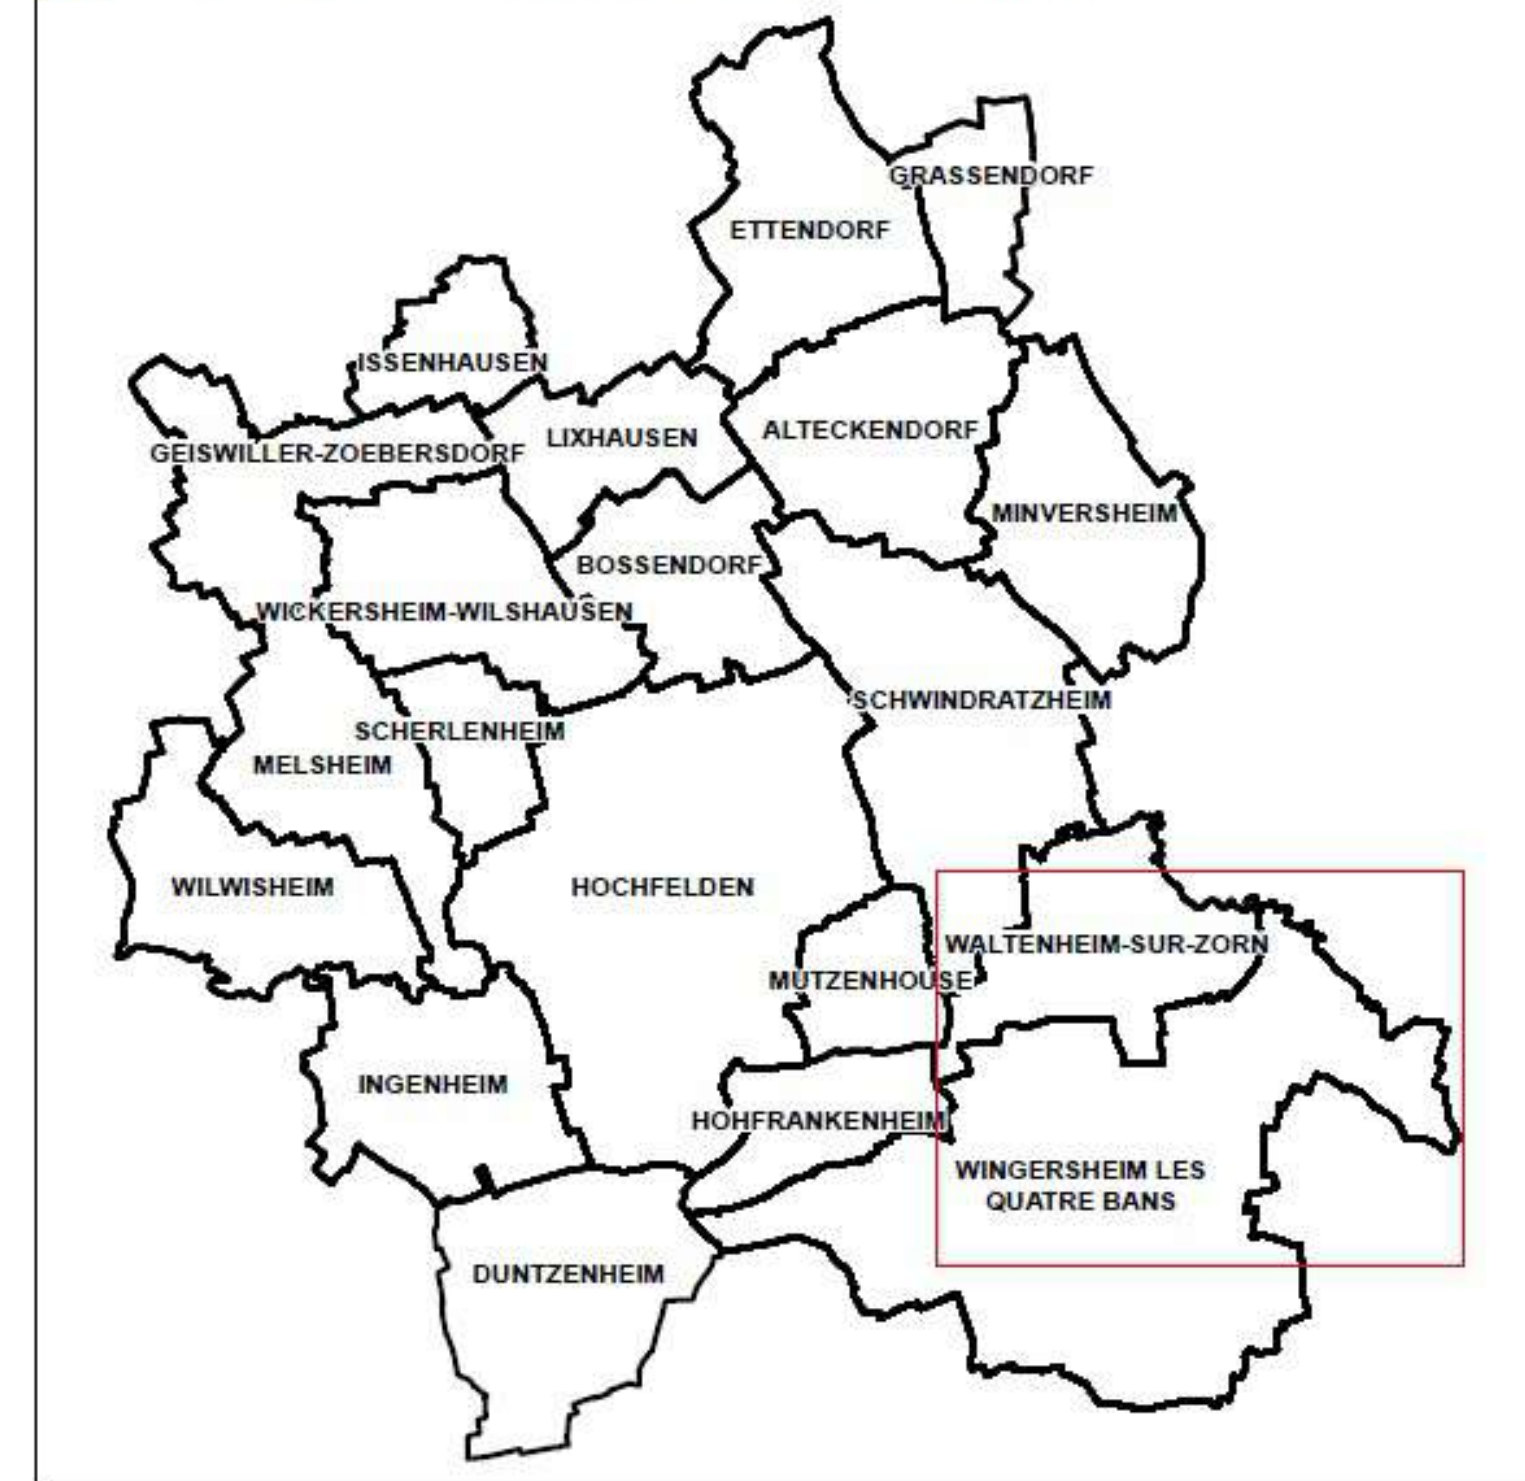 GRASSENDORF
ETTENDORF
ISSENHAUSEN
LIXHAUSEN
ALTECKENDORF
GEISWILLER-ZOEBERSDORF
MINVERSHEIM
BOSSENDORF
WICKERSHEIM-WILSHAUSEN
SCHWINDRATZHEIM
SCHERLENHEIM
MELSHEIM
WILWISHEIM
HOCHFELDEN
WALTENHEIM-SUR-ZORN
MUTZENHOUSE
INGENHEIM
HOHFRANKENHEIM
WINGERSHEIM LES
QUATRE BANS
DUNTZENHEIM